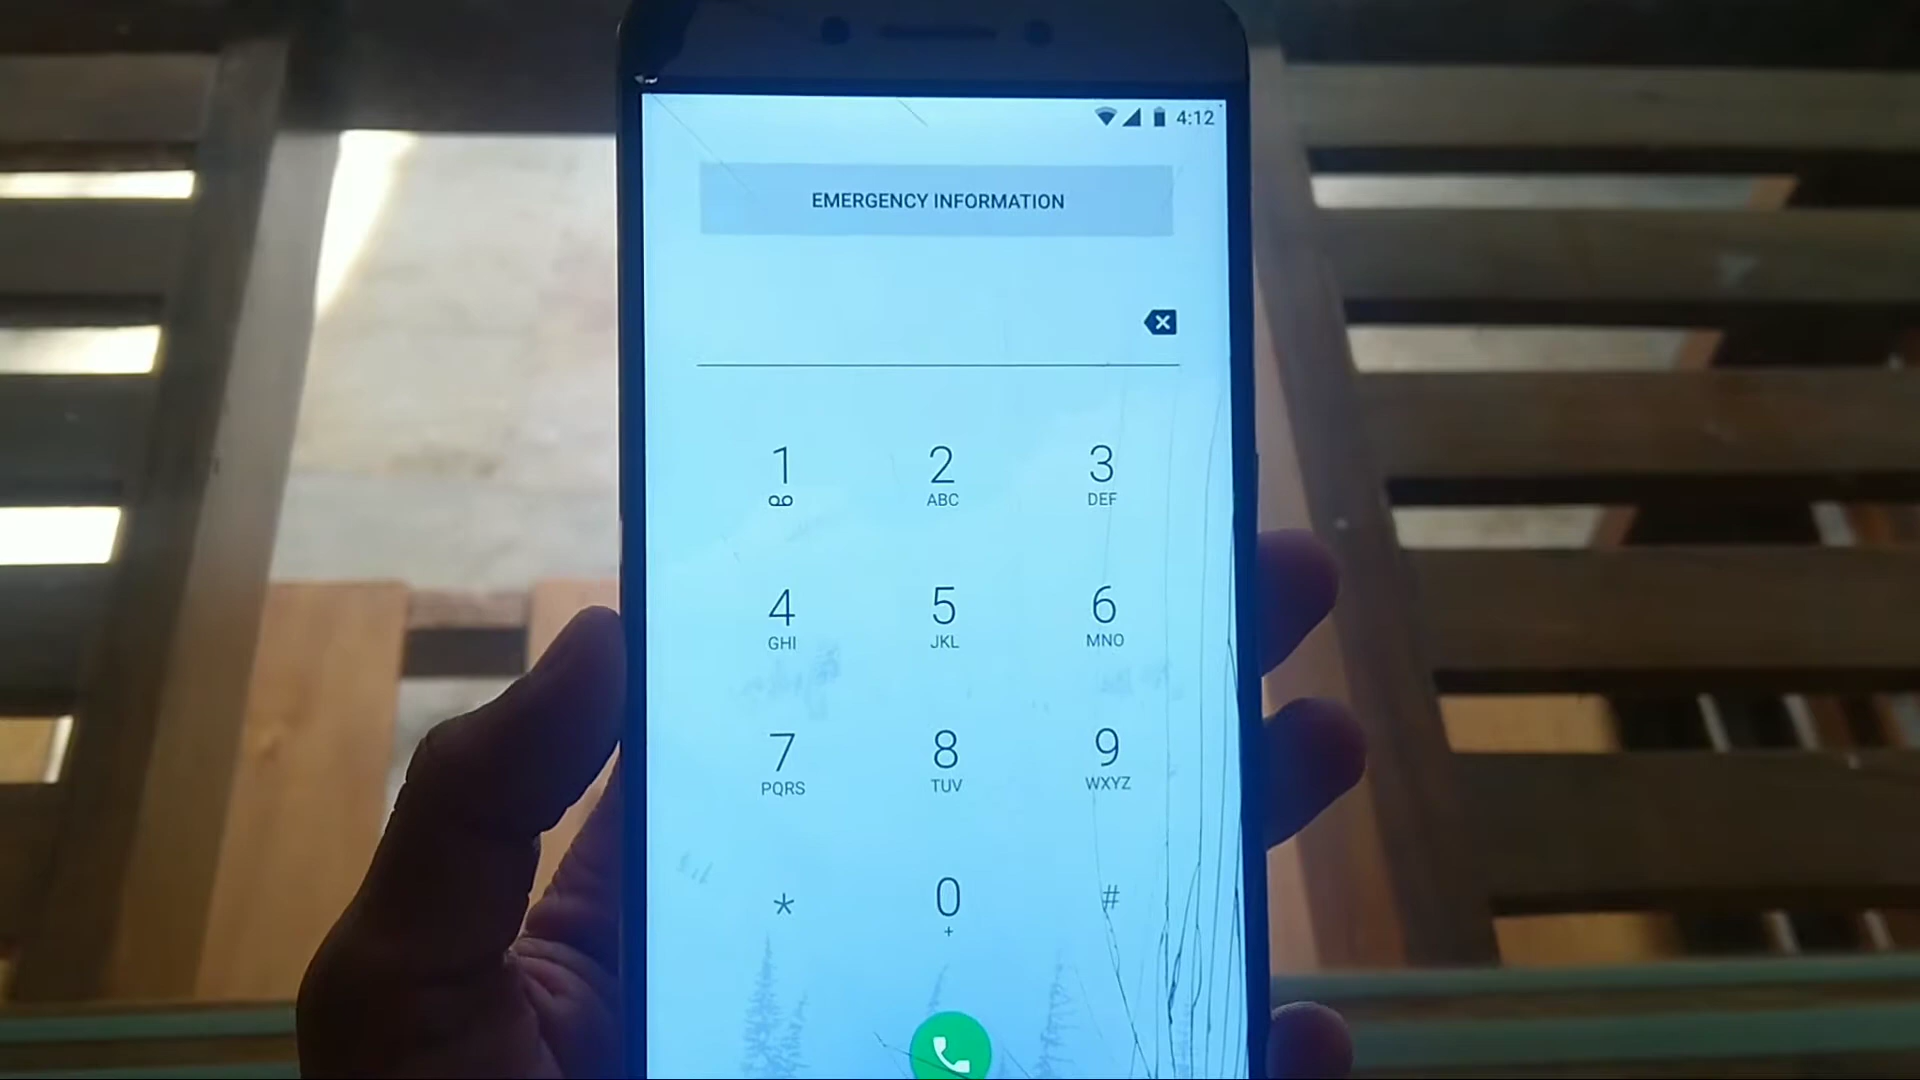 4:12
EMERGENCY INFORMATION
1 2 3
ABC DEF
4 5 6
GHI JKL MNO
7 8 9
PQRS TUV WXYZ
* 0 #
+